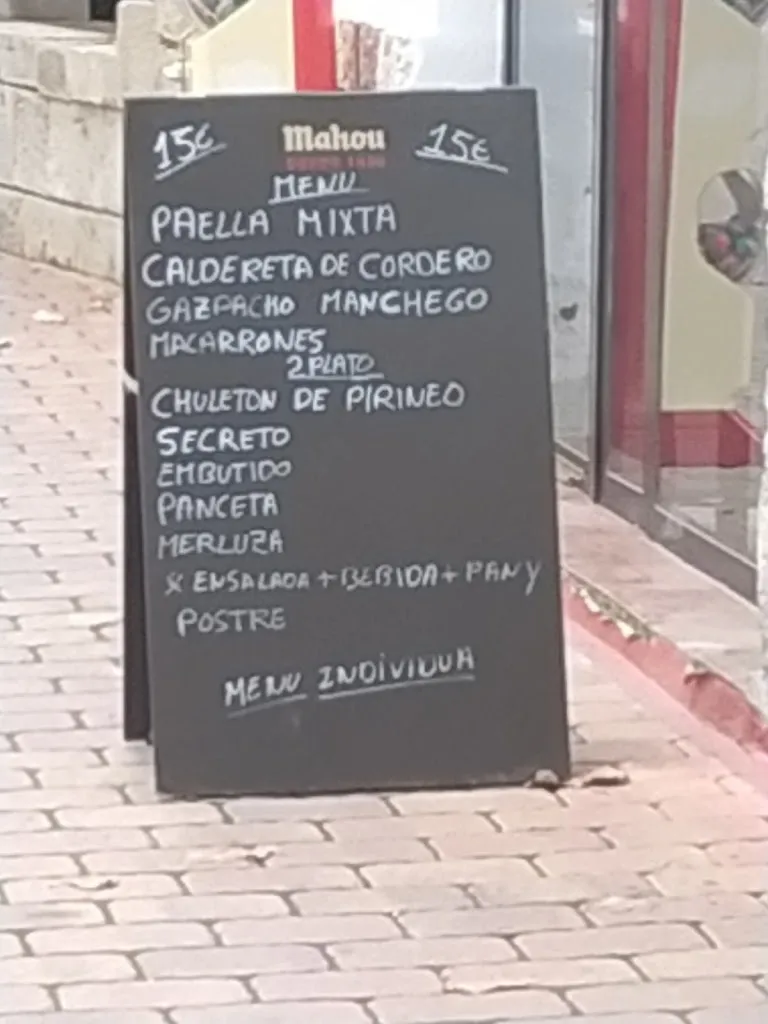 15€ Mahou 15€
MENU
PAELLA MIXTA
CALDERETA DE CORDERO
GAZPACHO MANCHEGO
MACARRONES
2 PLATO
CHULETON DE PIRINEO
SECRETO
EMBUTIDO
PANCETA
MERLUZA
* ENSALADA + BEBIDA + PAN Y
POSTRE
MENU INDIVIDUA